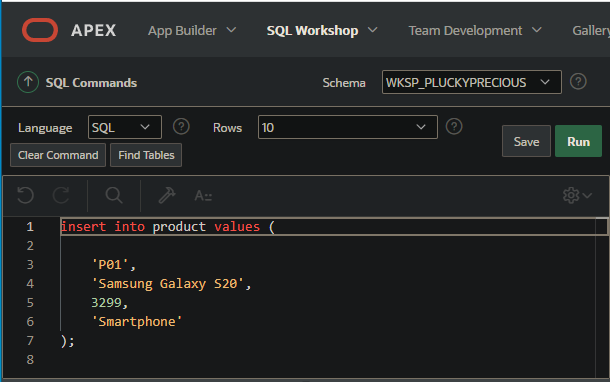 APEX App Builder SQL Workshop Team Development Gallery
SQL Commands Schema WKSP_PLUCKYPRECIOUS ?
Language SQL ? Rows 10 ? Save Run
Clear Command Find Tables
A::
1 insert into product values (
2
3 'P01',
4 'Samsung Galaxy S20',
5 3299,
6 'Smartphone'
7 );
8